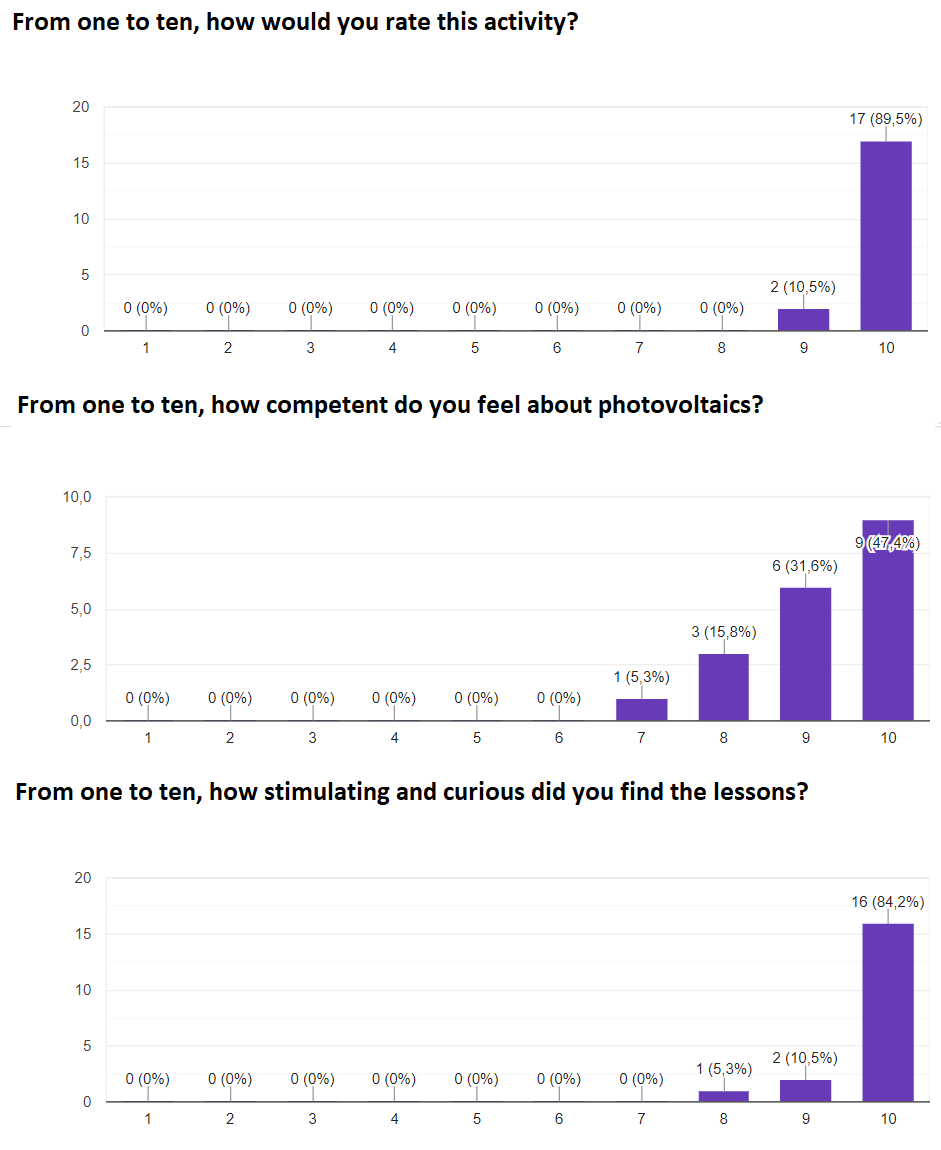 From one to ten, how would you rate this activity?
20
17 (89,5%)
15
10
5
2 (10,5%)
0 (0%) 0 (0%) 0 (0%) 0 (0%) 0 (0%) 0 (0%) 0 (0%) 0 (0%)
0
1 2 3 4 5 6 7 8 9 10
From one to ten, how competent do you feel about photovoltaics?
10,0
9 (47,4%)
7,5
6 (31,6%)
5,0
3 (15,8%)
2,5
1 (5,3%)
0 (0%) 0 (0%) 0 (0%) 0 (0%) 0 (0%) 0 (0%)
0,0
1 2 3 4 5 6 7 8 9 10
From one to ten, how stimulating and curious did you find the lessons?
20
16 (84,2%)
15
10
5
2 (10,5%)
1 (5,3%)
0 (0%) 0 (0%) 0 (0%) 0 (0%) 0 (0%) 0 (0%) 0 (0%)
0
1 2 3 4 5 6 7 8 9 10